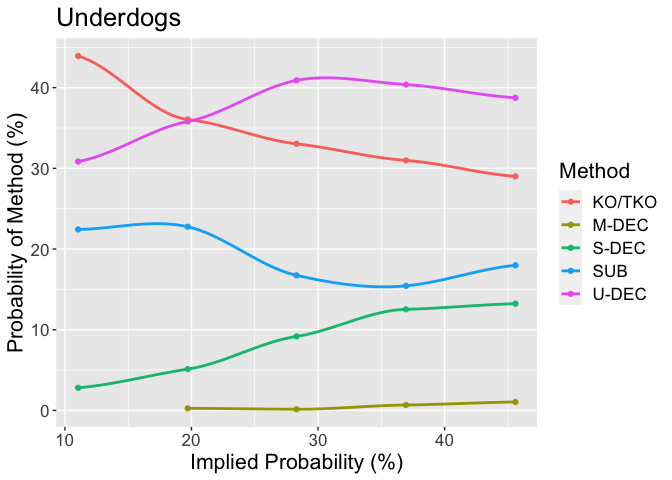 Underdogs
Probability of Method (%)
40
30
20
10
0
10 20 30 40
Implied Probability (%)
Method
KO/TKO
M-DEC
S-DEC
SUB
U-DEC